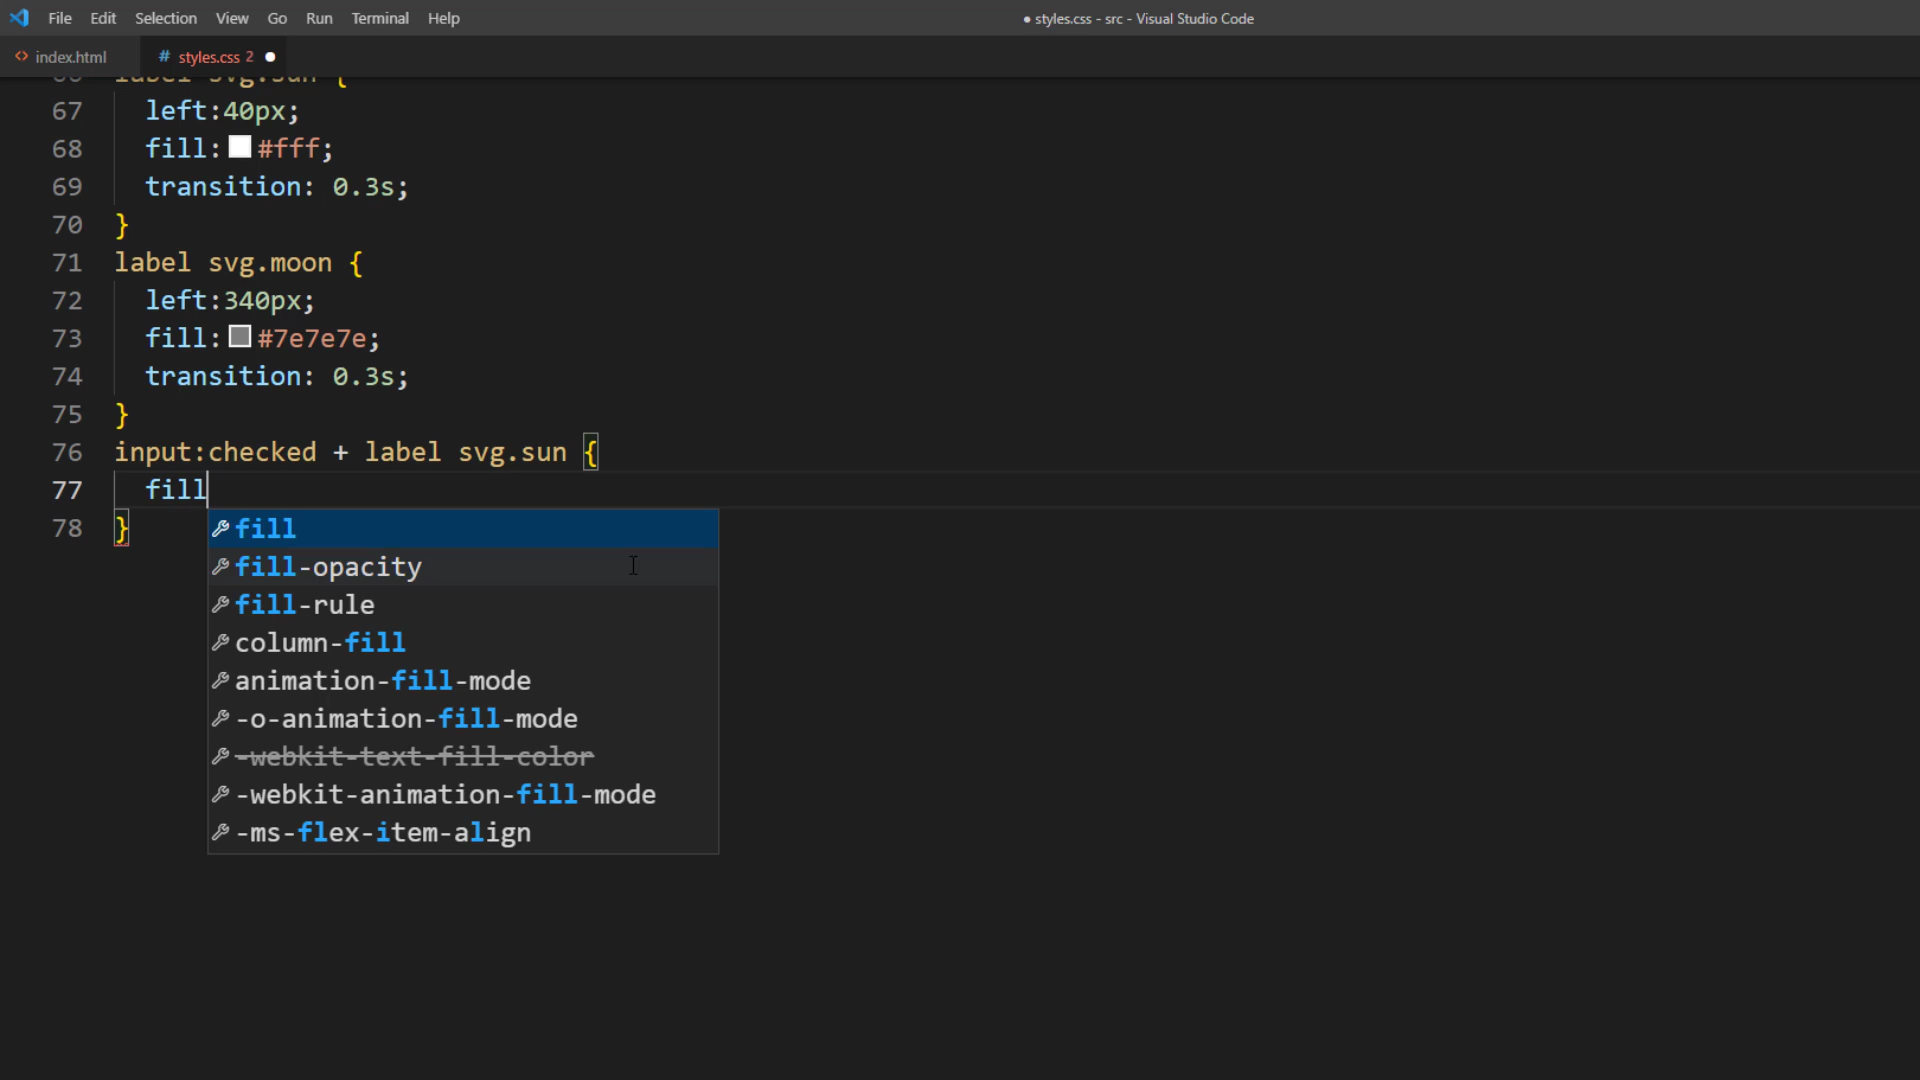 File Edit Selection View Go Run Terminal Help
● styles.css - src - Visual Studio Code
<> index.html
# styles.css 2 ●
66 label svg.sun {
67 left:40px;
68 fill: #fff;
69 transition: 0.3s;
70 }
71 label svg.moon {
72 left:340px;
73 fill: #7e7e7e;
74 transition: 0.3s;
75 }
76 input:checked + label svg.sun {
77 fill
78 }
fill
fill-opacity
fill-rule
column-fill
animation-fill-mode
-o-animation-fill-mode
-webkit-text-fill-color
-webkit-animation-fill-mode
-ms-flex-item-align